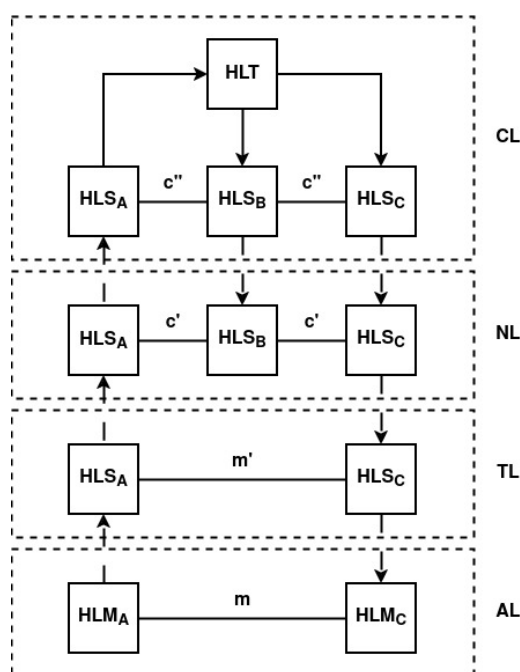 HLT
CL
c" c"
HLSA HLSB HLSC
c' c'
HLSA HLSB HLSC NL
m'
HLSA HLSC TL
m
HLMA HLMC AL